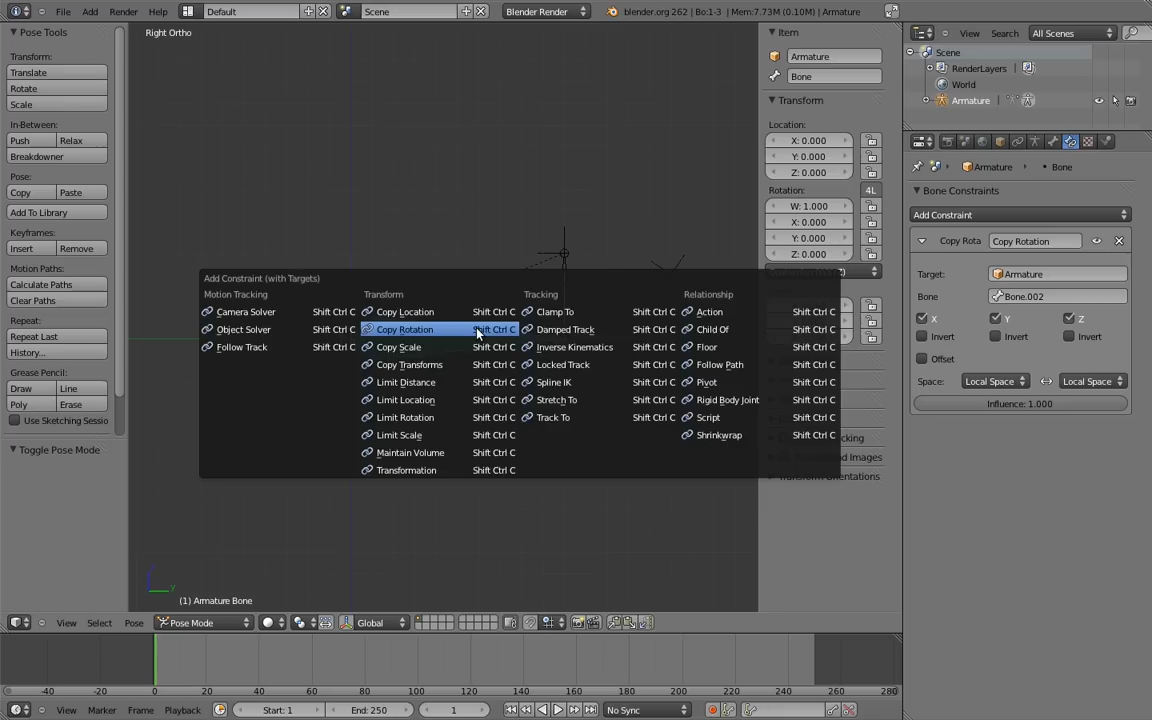 File Add Render Help Default Scene Blender Render blender.org 262 | Bo:1-3 | Mem:7.73M (0.10M) | Armature
Pose Tools
Transform:
Translate
Rotate
Scale
In-Between:
Push Relax
Breakdowner
Pose:
Copy Paste
Add To Library
Keyframes:
Insert Remove
Motion Paths:
Calculate Paths
Clear Paths
Repeat:
Repeat Last
History...
Grease Pencil:
Draw Line
Poly Erase
Use Sketching Sessio
Toggle Pose Mode
Right Ortho
Add Constraint (with Targets)
Motion Tracking
Camera Solver Shift Ctrl C
Object Solver Shift Ctrl C
Follow Track Shift Ctrl C
Transform
Copy Location Shift Ctrl C
Copy Rotation Shift Ctrl C
Copy Scale Shift Ctrl C
Copy Transforms Shift Ctrl C
Limit Distance Shift Ctrl C
Limit Location Shift Ctrl C
Limit Rotation Shift Ctrl C
Limit Scale Shift Ctrl C
Maintain Volume Shift Ctrl C
Transformation Shift Ctrl C
Tracking
Clamp To Shift Ctrl C
Damped Track Shift Ctrl C
Inverse Kinematics Shift Ctrl C
Locked Track Shift Ctrl C
Spline IK Shift Ctrl C
Stretch To Shift Ctrl C
Track To Shift Ctrl C
Relationship
Action Shift Ctrl C
Child Of Shift Ctrl C
Floor Shift Ctrl C
Follow Path Shift Ctrl C
Pivot Shift Ctrl C
Rigid Body Joint Shift Ctrl C
Script Shift Ctrl C
Shrinkwrap Shift Ctrl C
(1) Armature Bone
Item
Armature
Bone
Transform
Location:
X: 0.000
Y: 0.000
Z: 0.000
Rotation: 4L
W: 1.000
X: 0.000
Y: 0.000
Z: 0.000
View Search All Scenes
Scene
RenderLayers |
World
Armature |
Armature Bone
Bone Constraints
Add Constraint
Copy Rota Copy Rotation
Target: Armature
Bone Bone.002
X Y Z
Invert Invert Invert
Offset
Space: Local Space Local Space
Influence: 1.000
View Select Pose Pose Mode Global
-40 -20 0 20 40 60 80 100 120 140 160 180 200 220 240 260 280
View Marker Frame Playback Start: 1 End: 250 1 No Sync